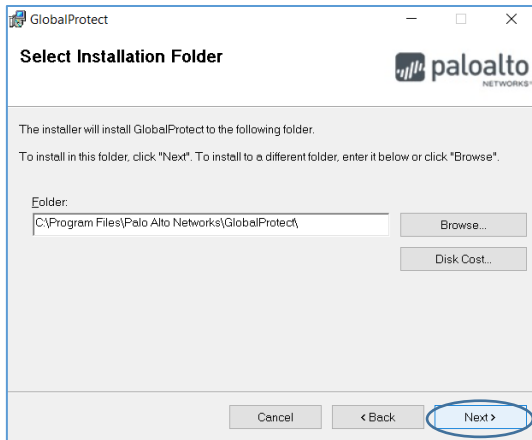 GlobalProtect
Select Installation Folder
paloalto
NETWORKS®
The installer will install GlobalProtect to the following folder.
To install in this folder, click "Next". To install to a different folder, enter it below or click "Browse".
Folder:
C:\Program Files\Palo Alto Networks\GlobalProtect\
Browse...
Disk Cost...
Cancel
< Back
Next >